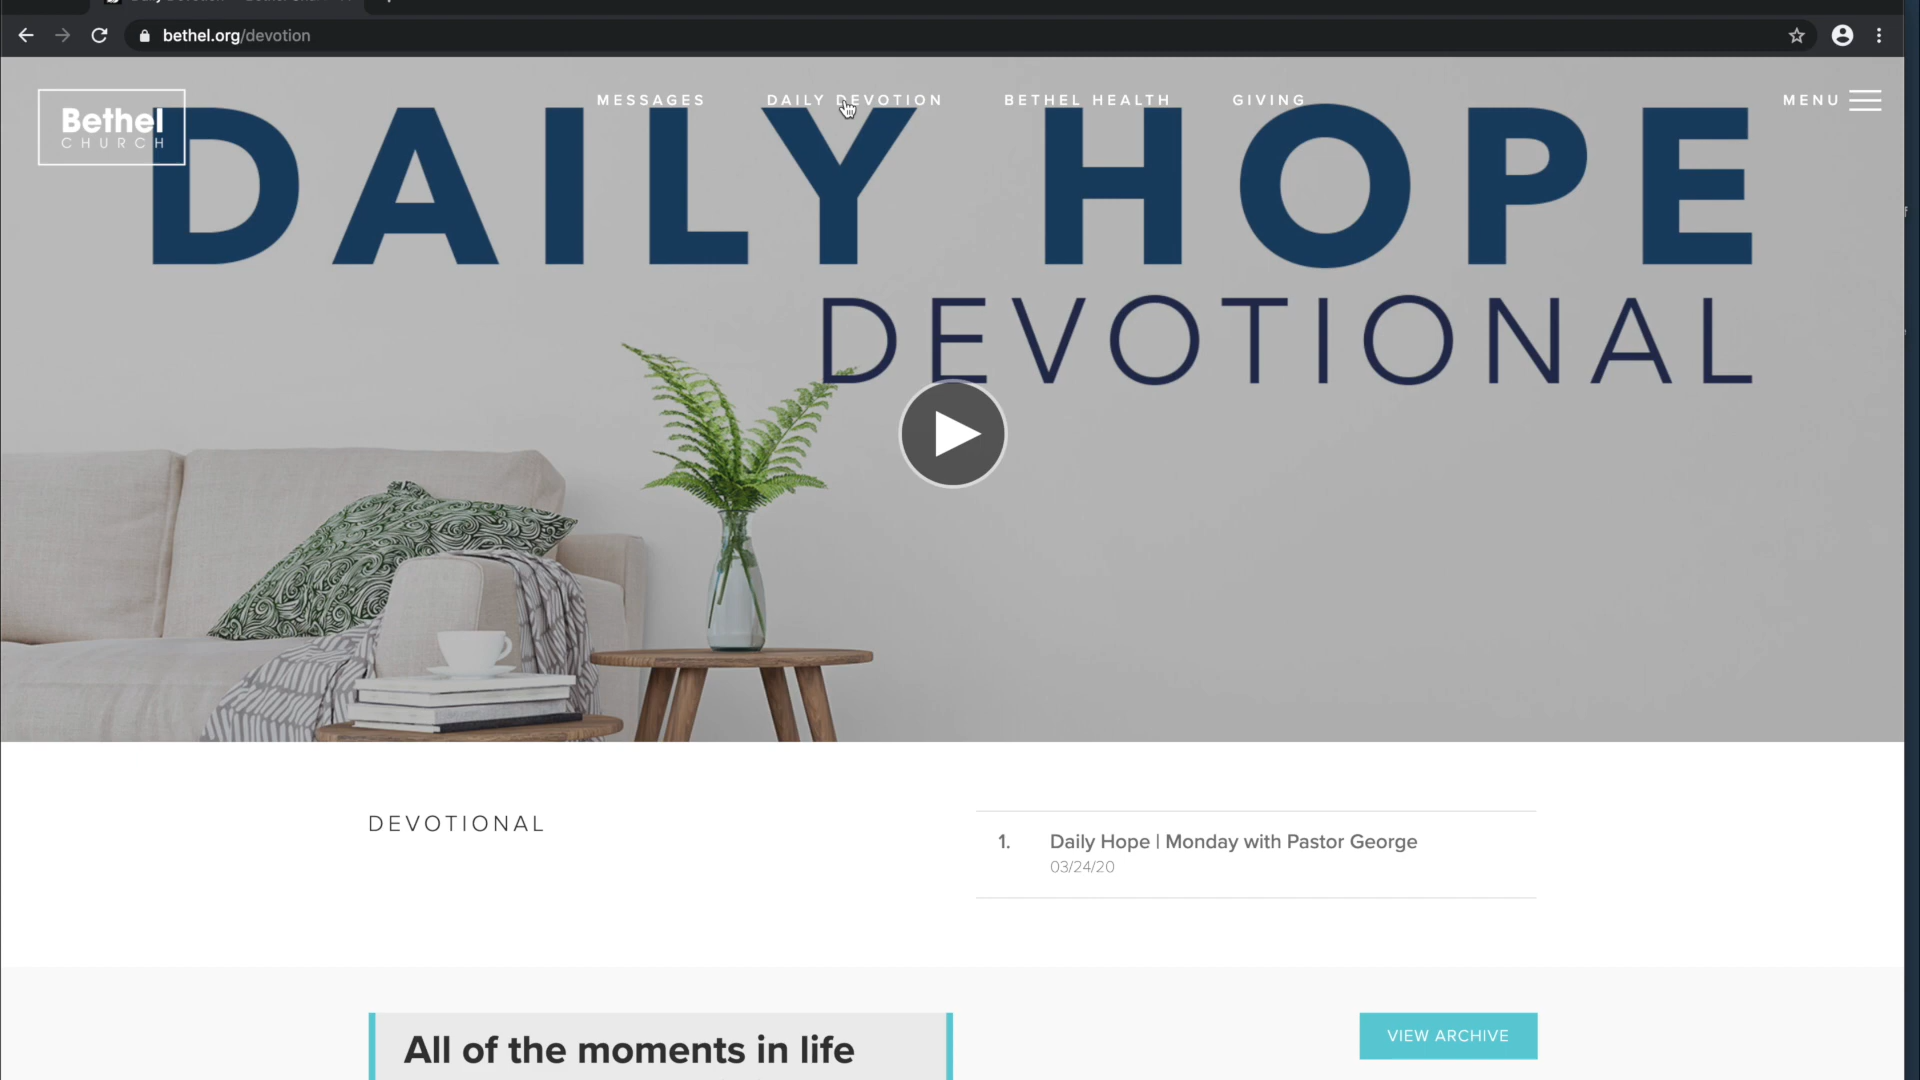 bethel.org/devotion
Bethel
CHURCH
MESSAGES
DAILY DEVOTION
BETHEL HEALTH
GIVING
MENU
DAILY HOPE
DEVOTIONAL
DEVOTIONAL
1. Daily Hope | Monday with Pastor George
03/24/20
All of the moments in life
VIEW ARCHIVE